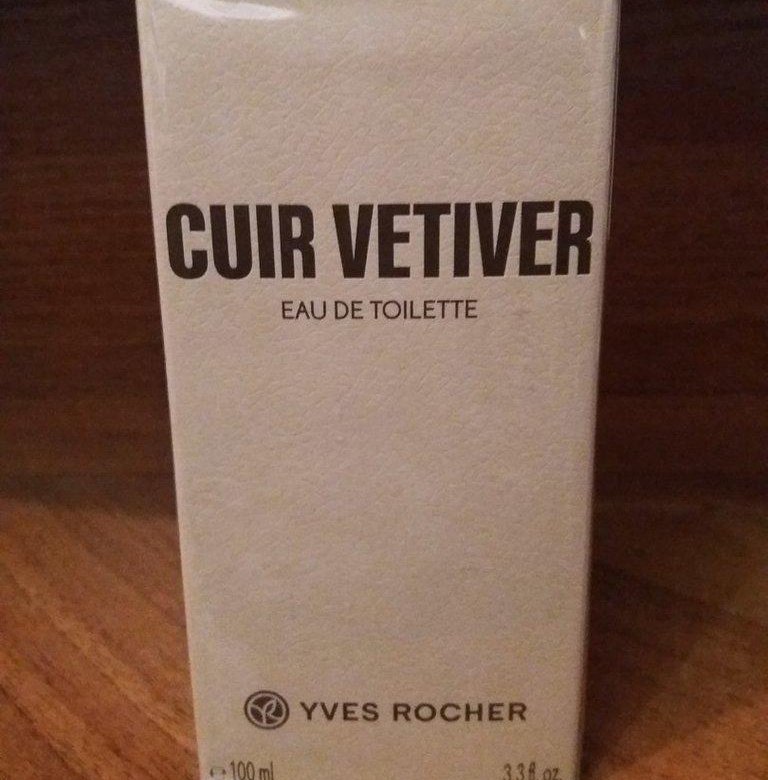 CUIR VETIVER
EAU DE TOILETTE
YVES ROCHER
100 ml 3.3 fl oz.